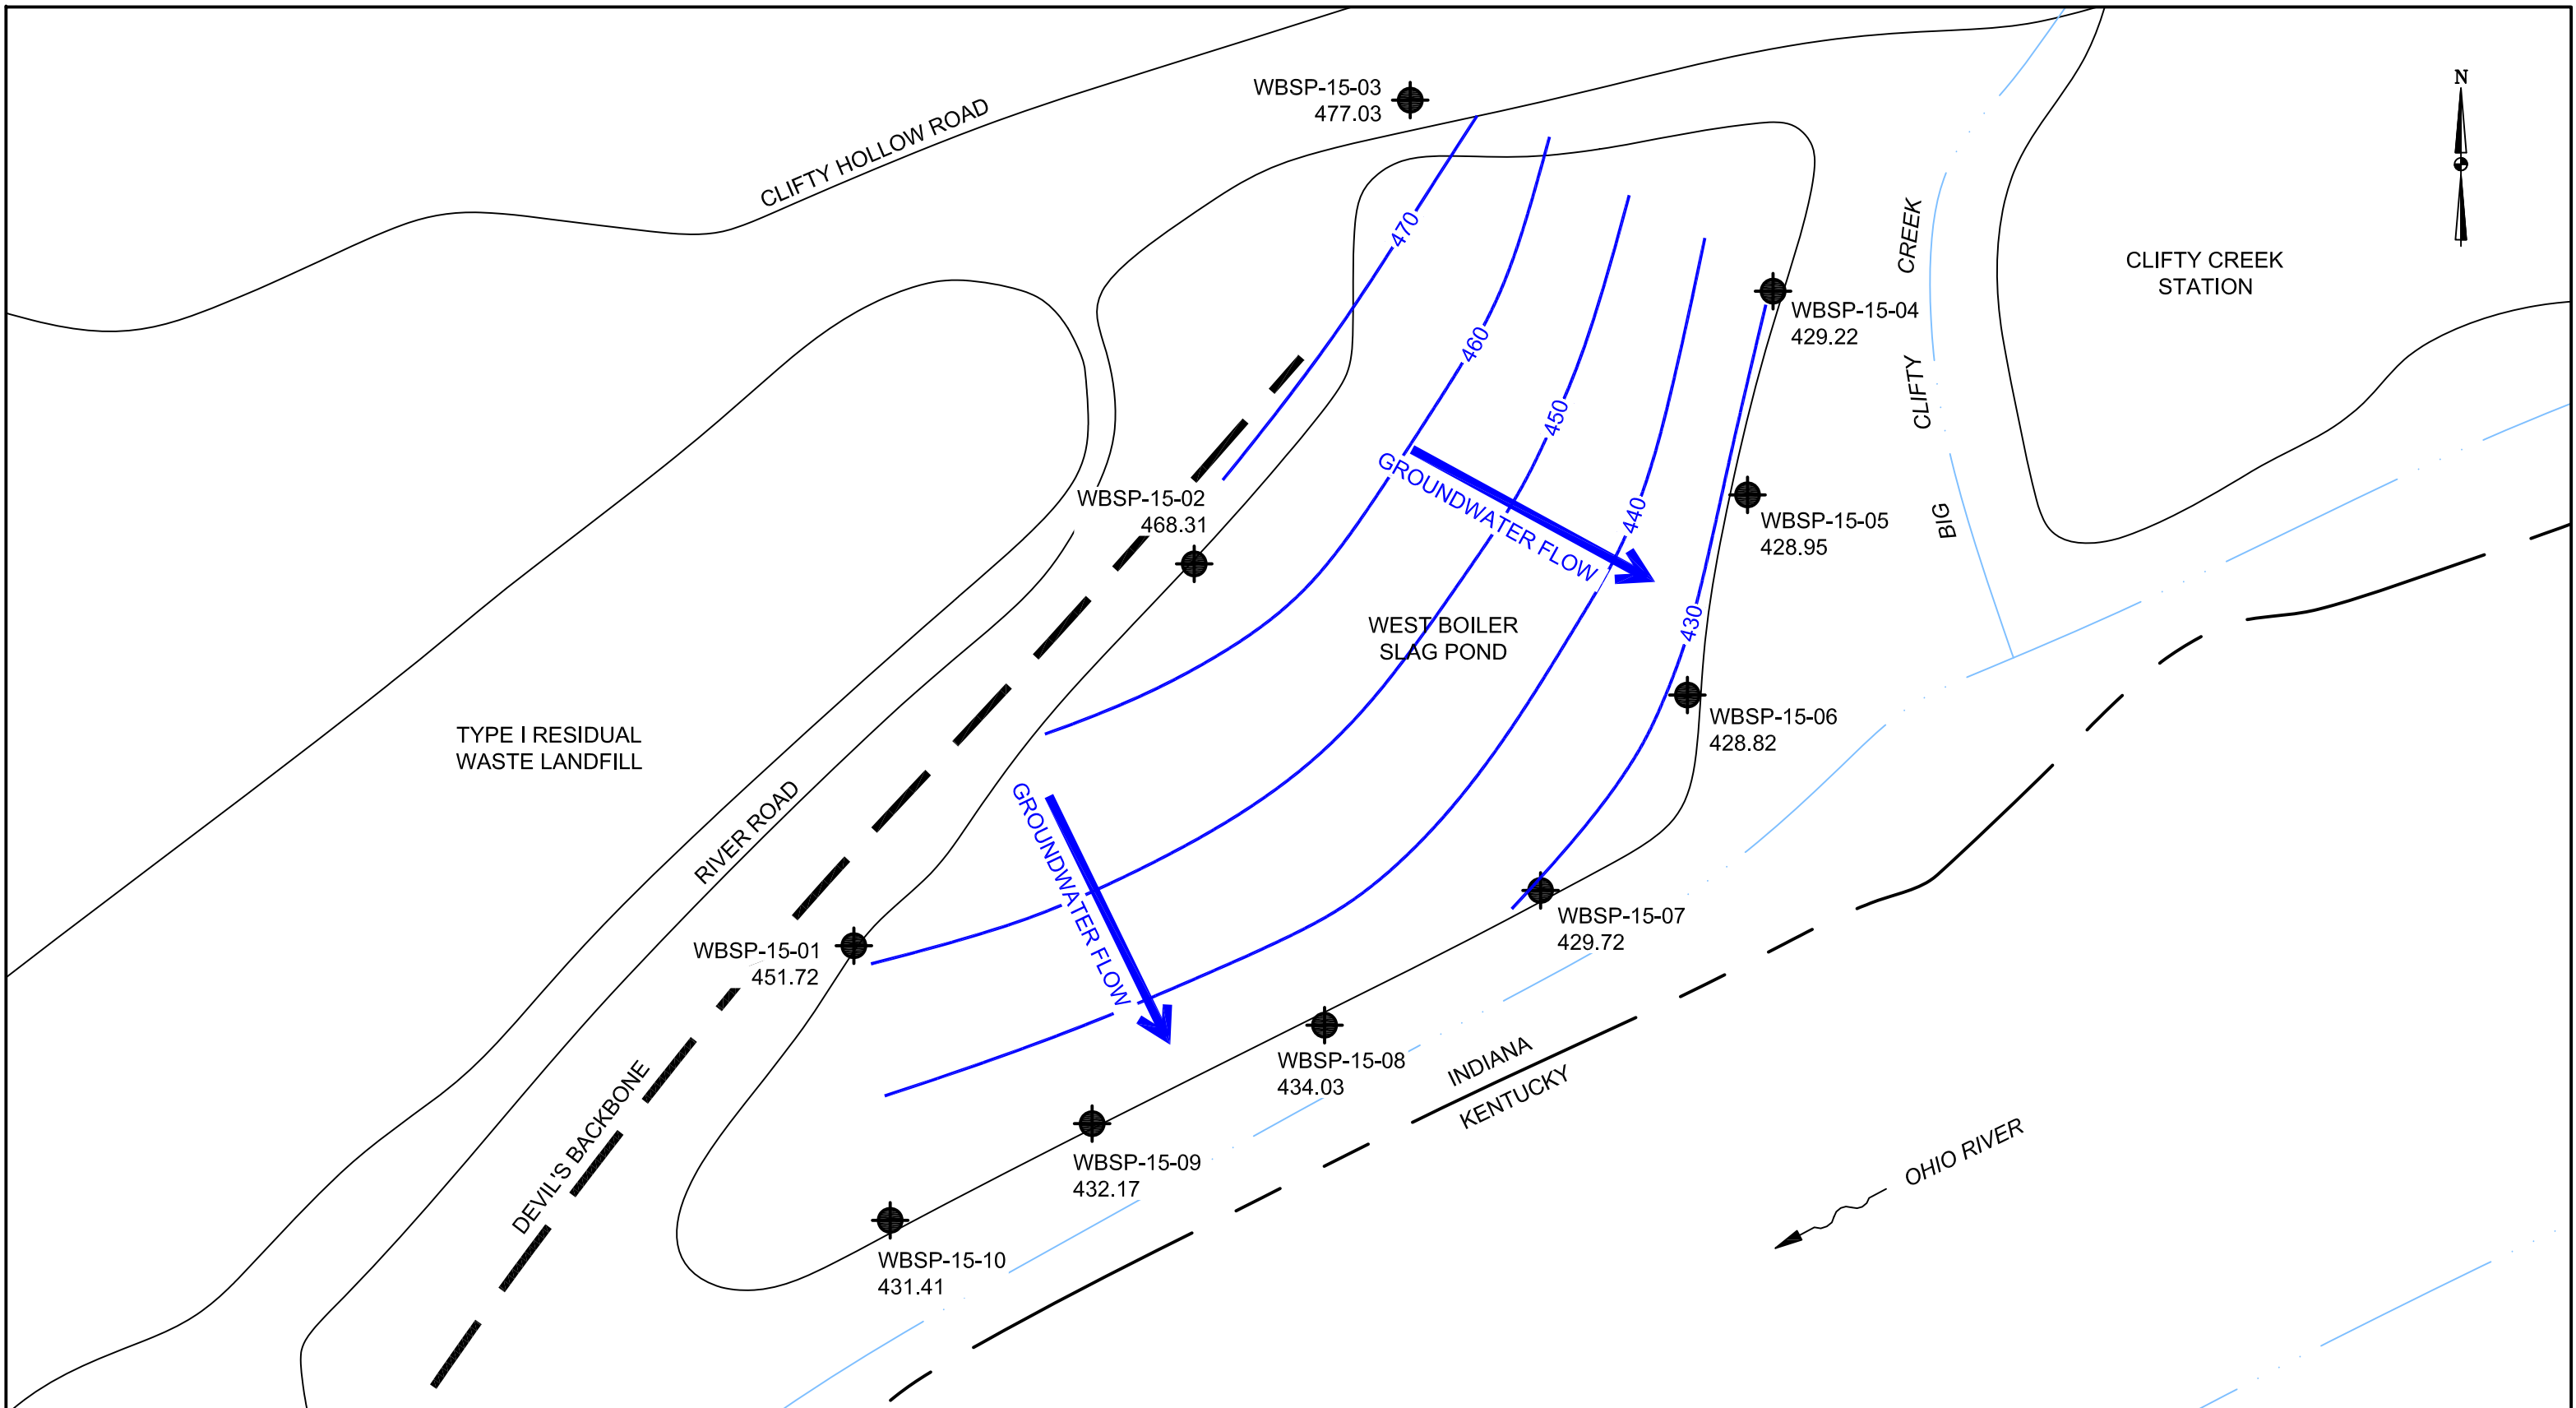 WBSP-15-03
477.03
N
CLIFTY HOLLOW ROAD
470
CREEK
CLIFTY CREEK
STATION
WBSP-15-04
429.22
460
CLIFTY
450
GROUNDWATER FLOW
WBSP-15-02
468.31
440
BIG
WBSP-15-05
428.95
430
WEST BOILER
SLAG POND
WBSP-15-06
428.82
TYPE I RESIDUAL
WASTE LANDFILL
RIVER ROAD
GROUNDWATER FLOW
WBSP-15-07
429.72
WBSP-15-01
451.72
WBSP-15-08
434.03
INDIANA
KENTUCKY
DEVIL'S BACKBONE
WBSP-15-09
432.17
OHIO RIVER
WBSP-15-10
431.41